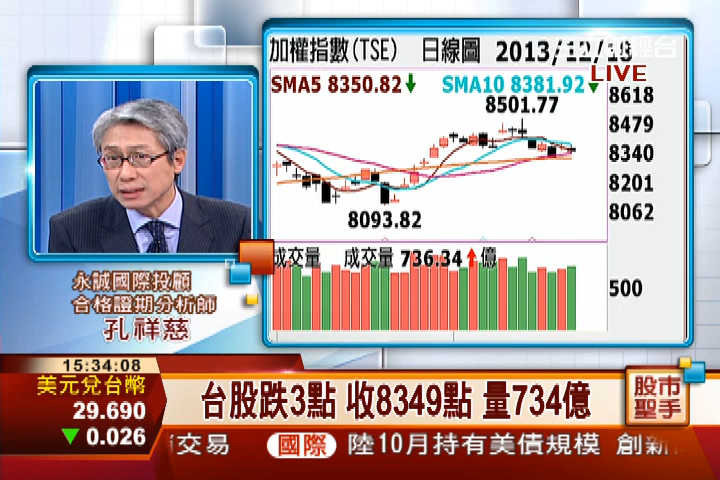 加權指數(TSE) 日線圖 2013/12/18
LIVE
SMA5 8350.82 SMA10 8381.92
8501.77
8093.82
8618
8479
8340
8201
8062
成交量 成交量 736.34 億
500
永誠國際投顧
合格證期分析師
孔祥慈
15:34:08
美元兌台幣
29.690
▼ 0.026
台股跌3點 收8349點 量734億
股市
聖手
交易 國際 陸10月持有美債規模 創新